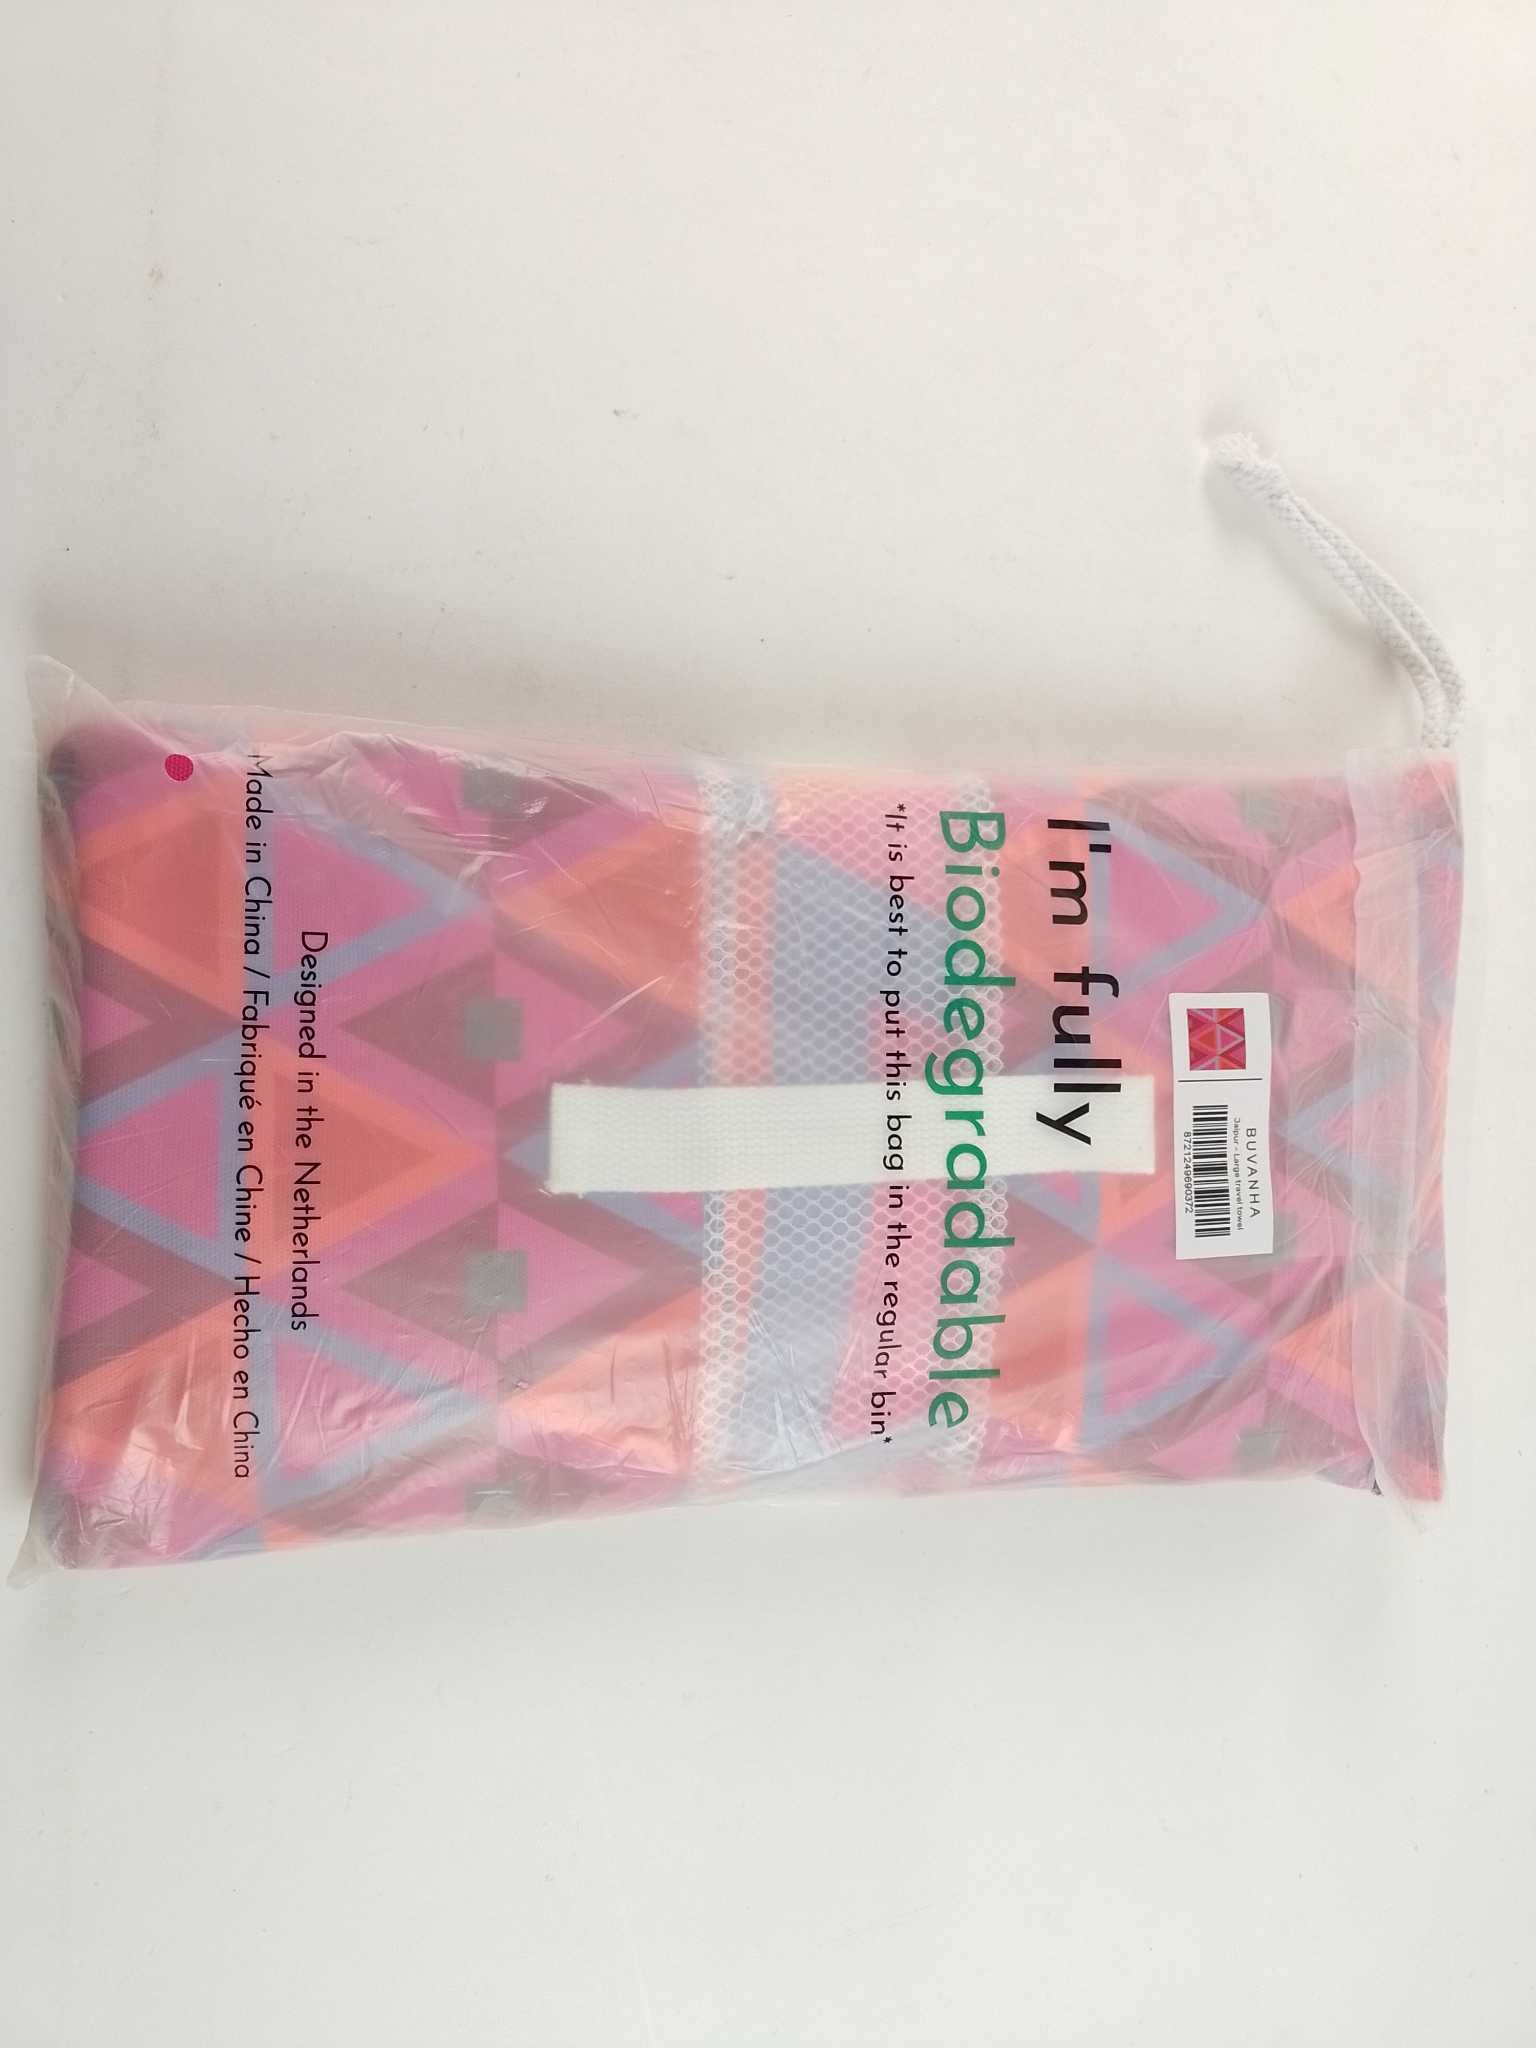 BUVANHA
Jaipur - Large travel towel
8721249690372
I'm fully
Biodegradable
*It is best to put this bag in the regular bin*
Designed in the Netherlands
Made in China / Fabriqué en Chine / Hecho en China